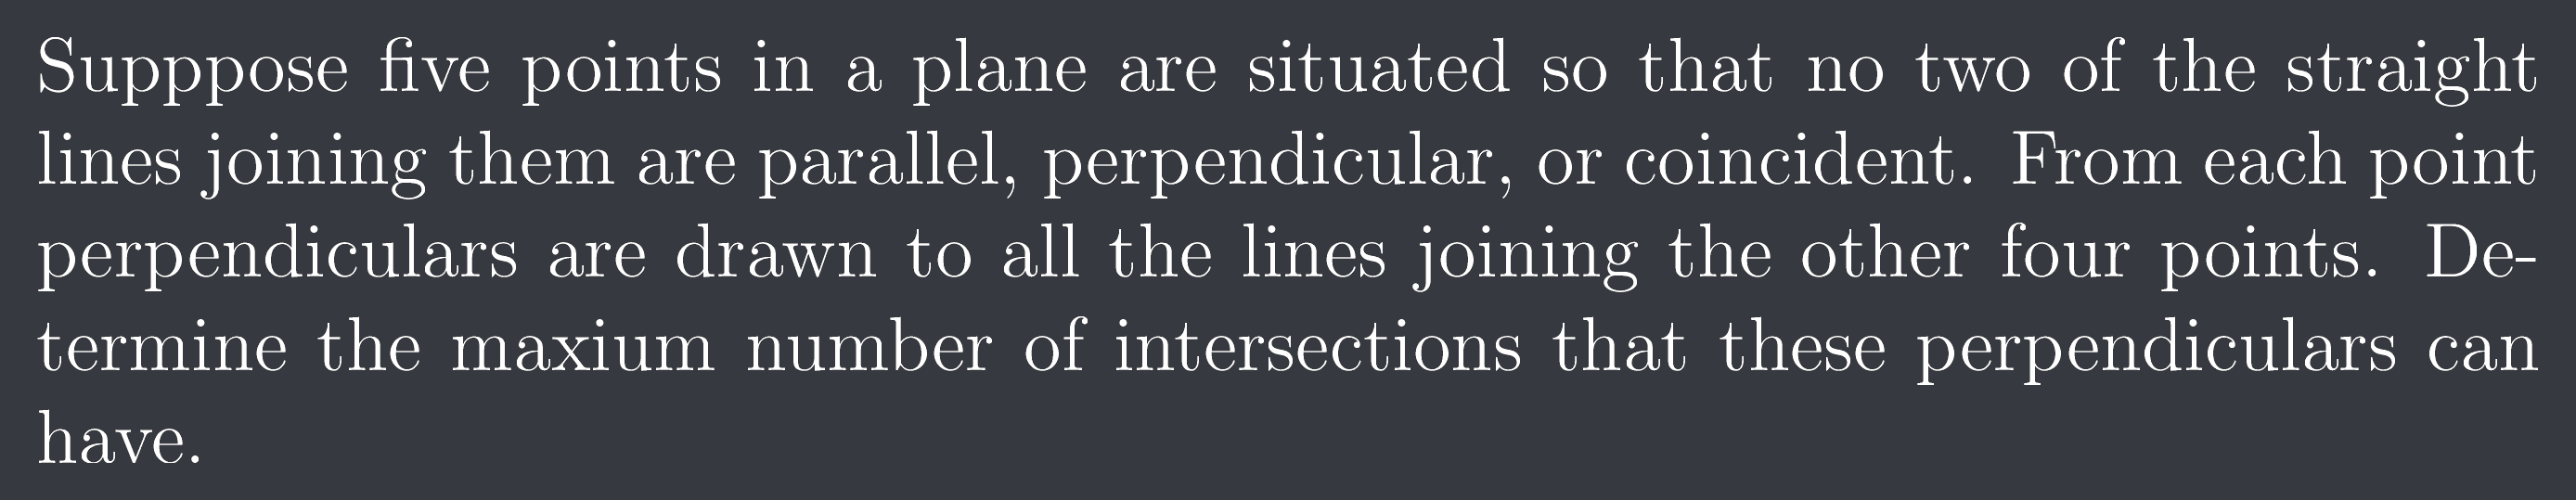 Supppose five points in a plane are situated so that no two of the straight
lines joining them are parallel, perpendicular, or coincident. From each point
perpendiculars are drawn to all the lines joining the other four points. De-
termine the maxium number of intersections that these perpendiculars can
have.